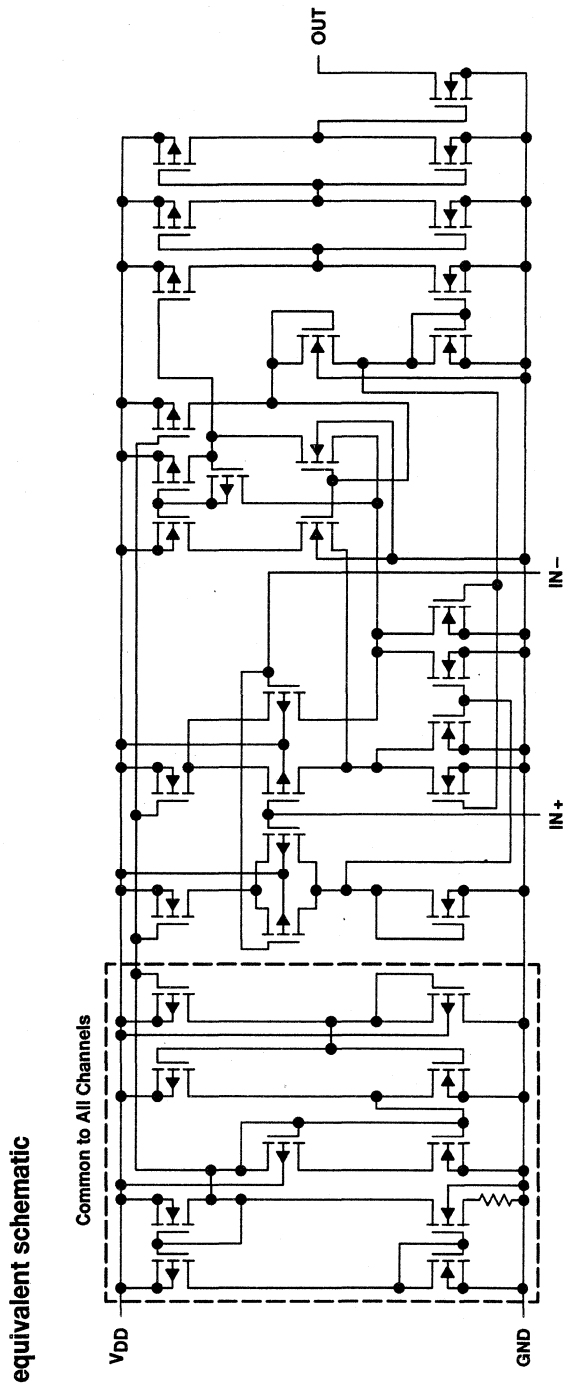 equivalent schematic
Common to All Channels
VDD
GND
IN+
IN−
OUT